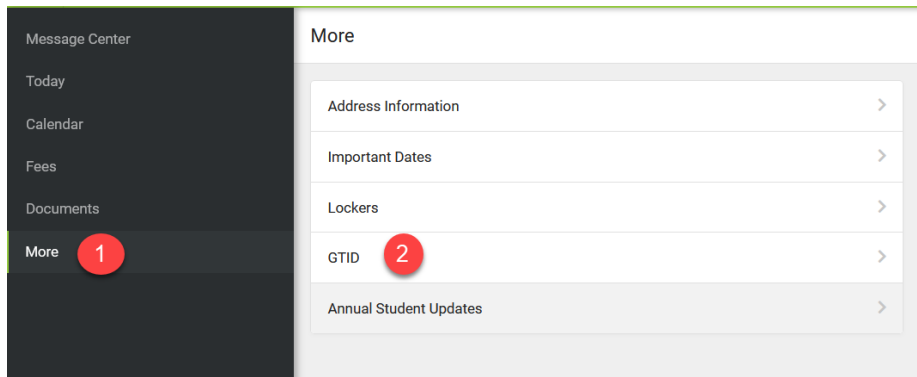 Message Center
Today
Calendar
Fees
Documents
More 1
More
Address Information
Important Dates
Lockers
GTID 2
Annual Student Updates